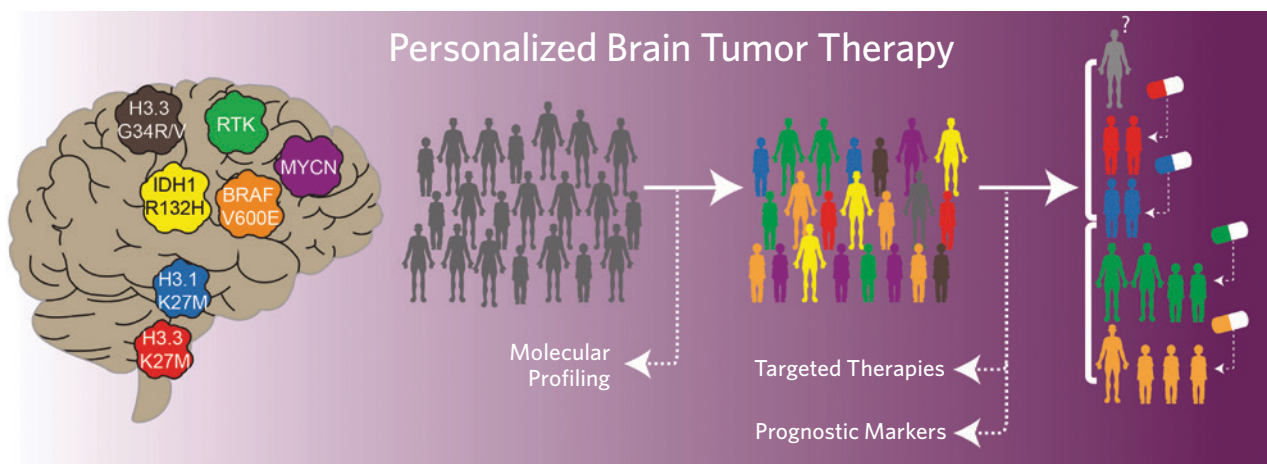 Personalized Brain Tumor Therapy
?
H3.3
G34R/V
RTK
MYCN
IDH1
R132H
BRAF
V600E
H3.1
K27M
H3.3
K27M
Molecular
Profiling
Targeted Therapies
Prognostic Markers